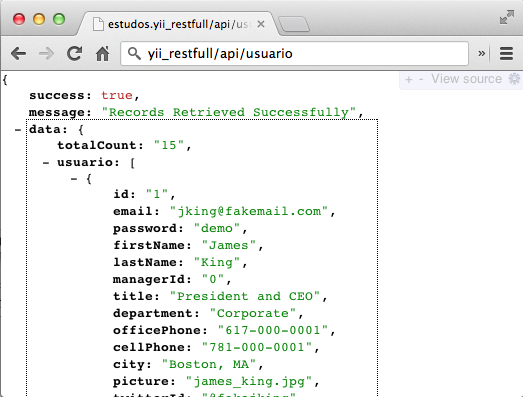 estudos.yii_restfull/api/us
yii_restfull/api/usuario
+ - View source
{
success: true,
message: "Records Retrieved Successfully",
- data: {
totalCount: "15",
- usuario: [
- {
id: "1",
email: "jking@fakemail.com",
password: "demo",
firstName: "James",
lastName: "King",
managerId: "0",
title: "President and CEO",
department: "Corporate",
officePhone: "617-000-0001",
cellPhone: "781-000-0001",
city: "Boston, MA",
picture: "james_king.jpg",
twitterId: "@fakejking"